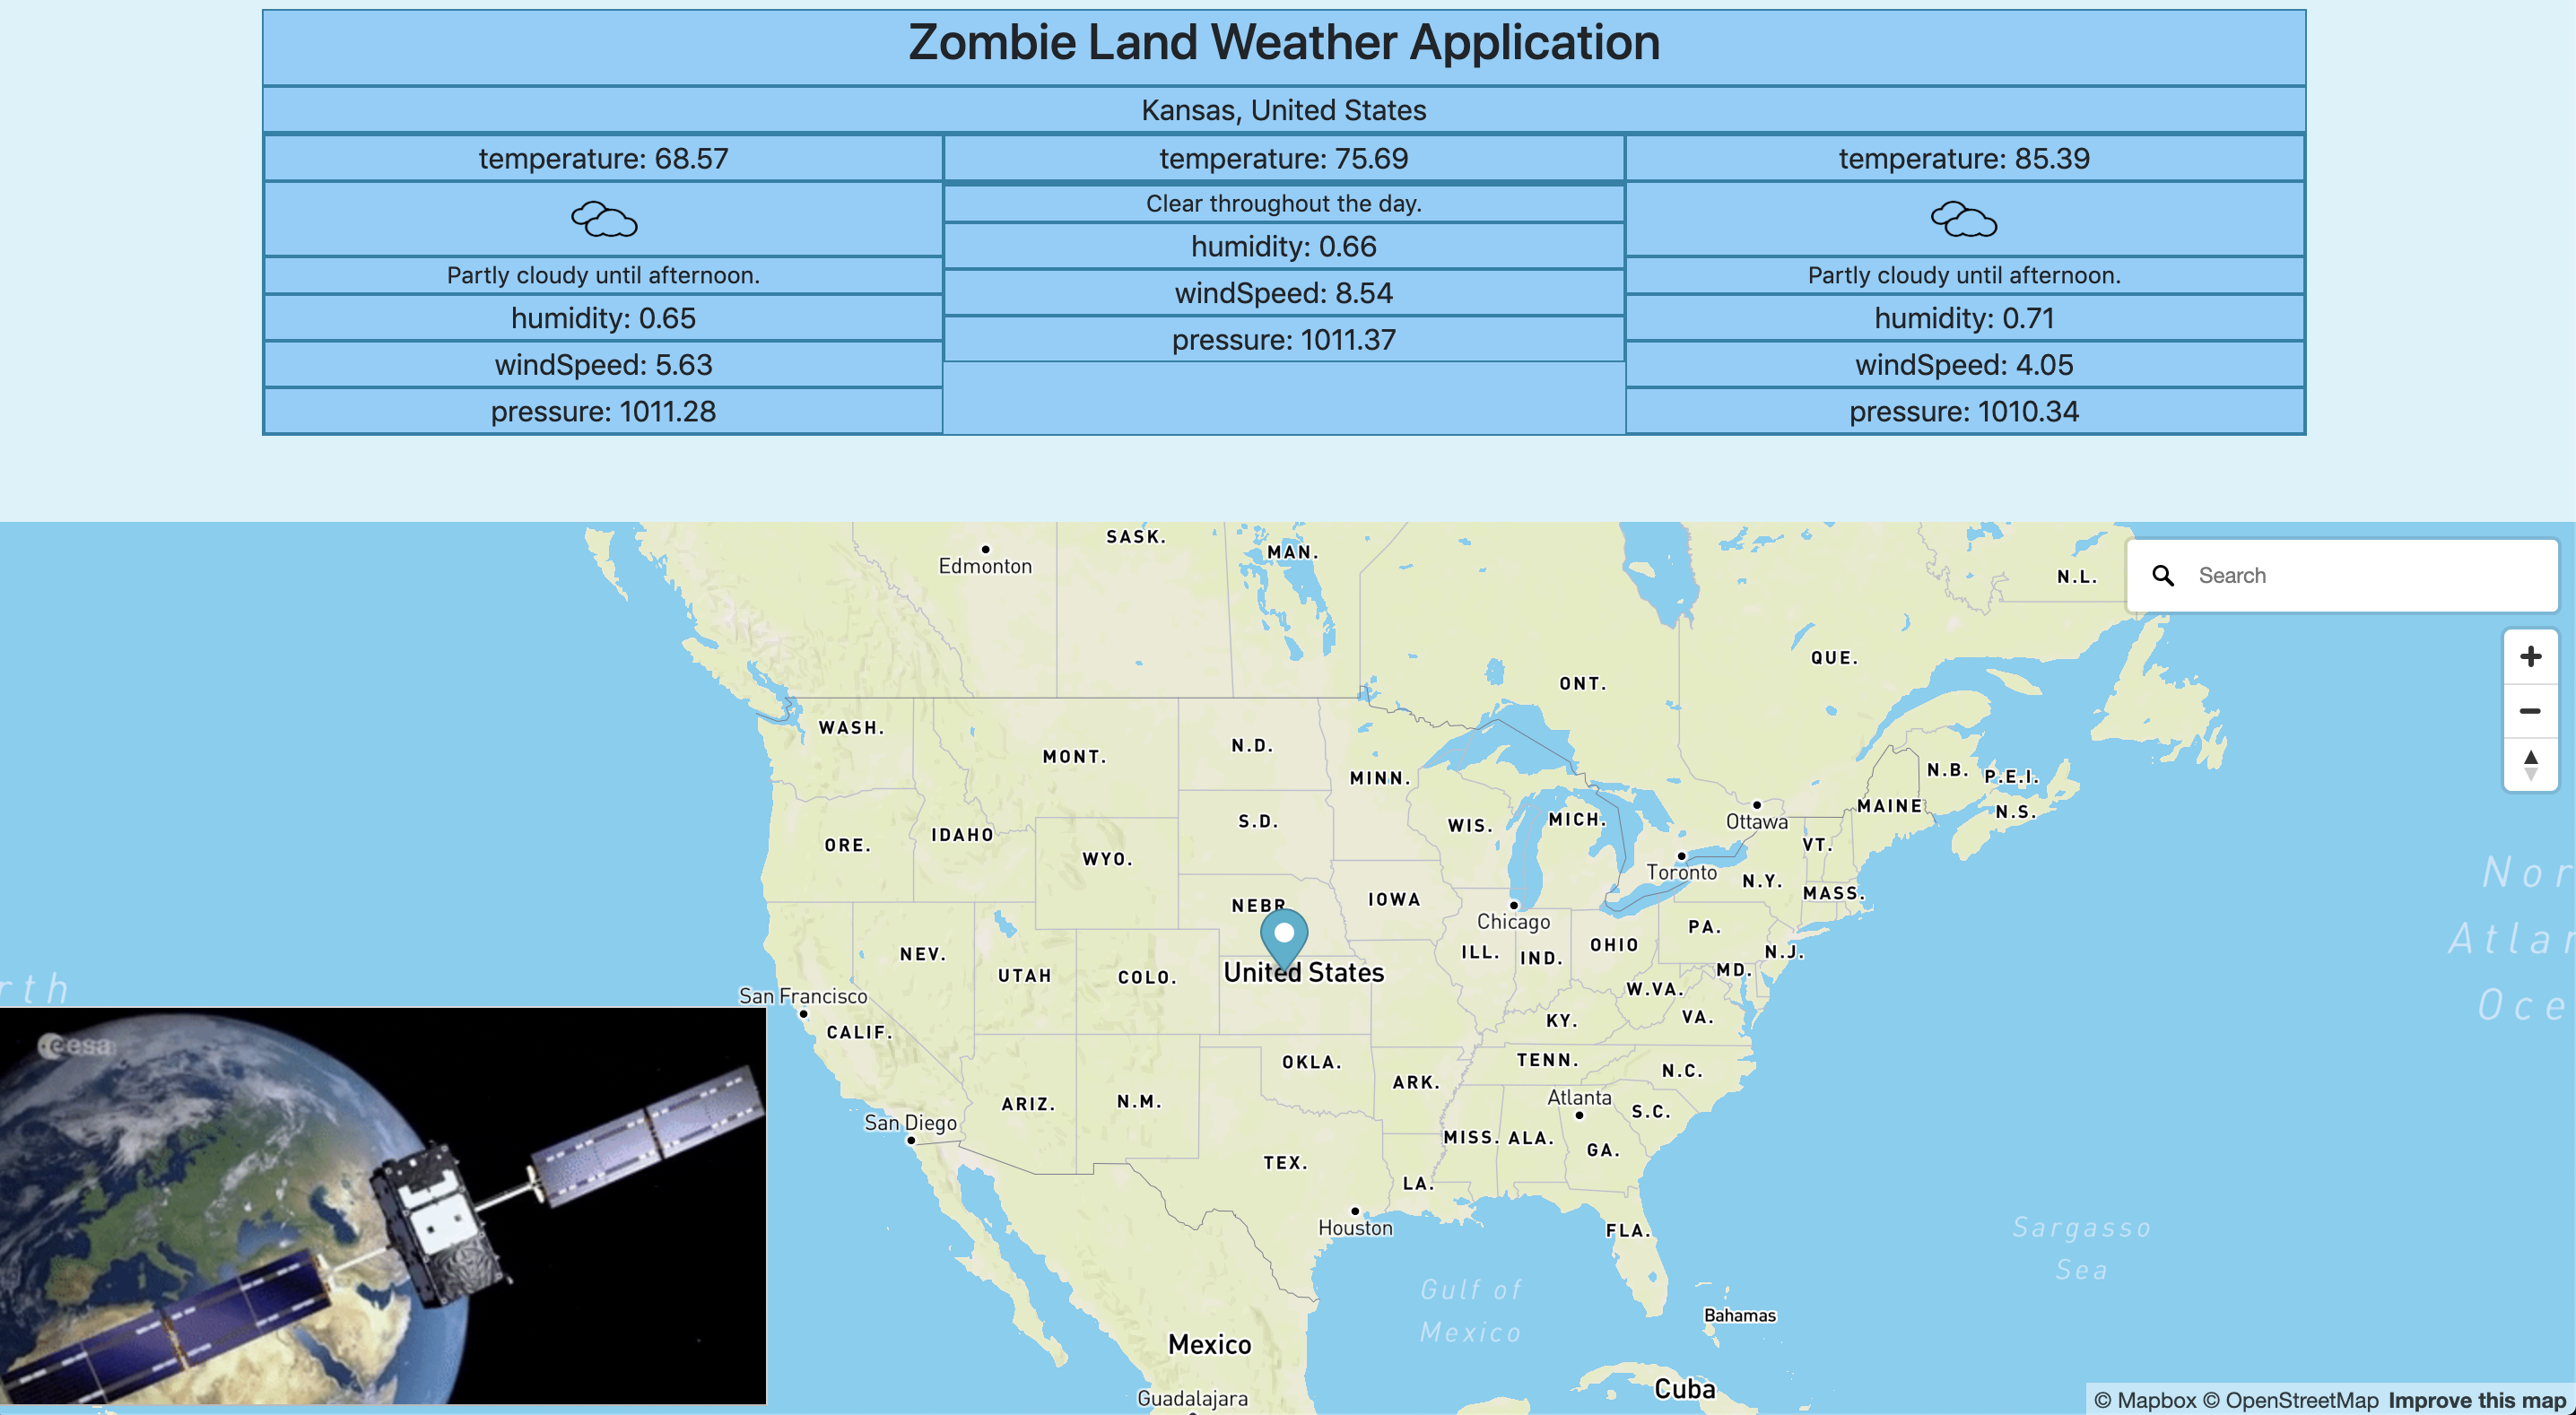 Zombie Land Weather Application
Kansas, United States
temperature: 68.57
Partly cloudy until afternoon.
humidity: 0.65
windSpeed: 5.63
pressure: 1011.28
temperature: 75.69
Clear throughout the day.
humidity: 0.66
windSpeed: 8.54
pressure: 1011.37
temperature: 85.39
Partly cloudy until afternoon.
humidity: 0.71
windSpeed: 4.05
pressure: 1010.34
SASK.
MAN.
Edmonton
Search
N.L.
QUE.
ONT.
WASH.
N.D.
MONT.
MINN.
N.B.
P.E.I.
MAINE
N.S.
S.D.
WIS.
MICH.
Ottawa
IDAHO
ORE.
VT.
WYO.
Toronto
N.Y.
MASS.
Nor
IOWA
NEBR
Chicago
PA.
Atlan
OHIO
N.J.
NEV.
ILL.
IND.
MD.
United States
UTAH
COLO.
rth
W.VA.
San Francisco
Oce
VA.
KY.
CALIF.
esa
TENN.
OKLA.
N.C.
ARK.
Atlanta
ARIZ.
N.M.
S.C.
San Diego
MISS.
ALA.
GA.
TEX.
LA.
Houston
FLA.
Sargasso
Sea
Gulf of
Mexico
Bahamas
Mexico
Cuba
Guadalajara
© Mapbox © OpenStreetMap Improve this map